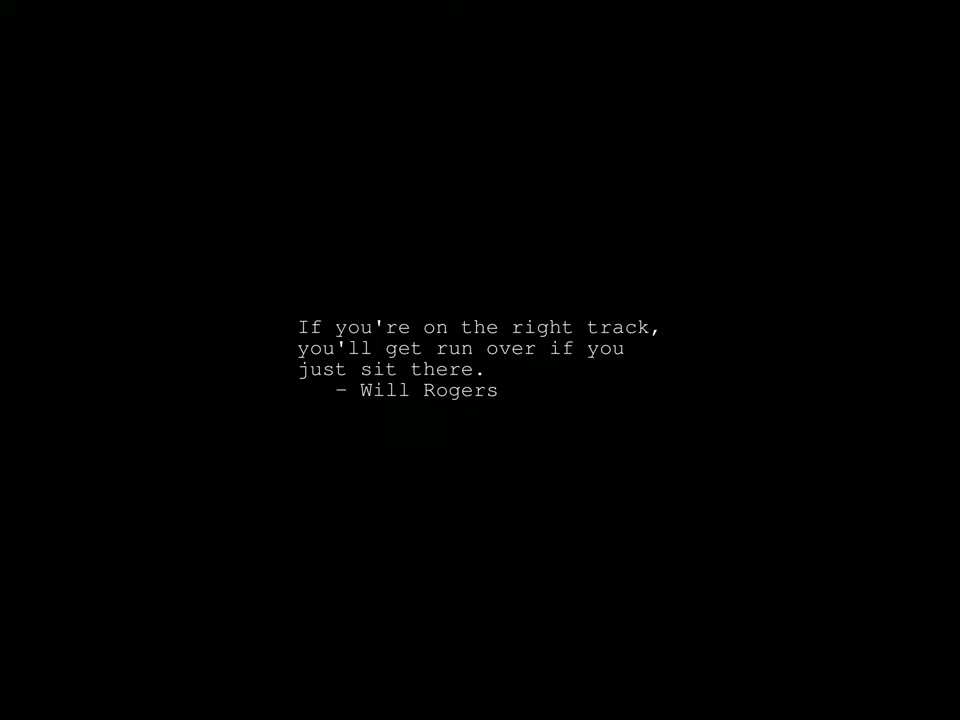 If you're on the right track,
you'll get run over if you
just sit there.
– Will Rogers